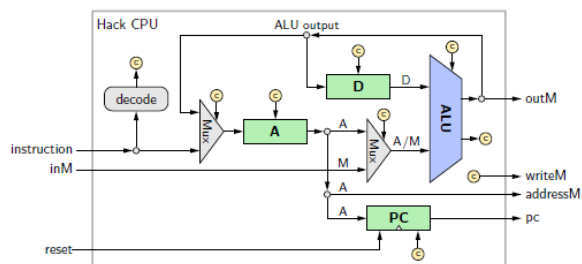 Hack CPU
ALU output
c
c
c
D
D
decode
c
c
c
outM
Mux
A
A
Mux
A/M
ALU
c
instruction
inM
M
c
writeM
A
addressM
A
PC
pc
reset
c